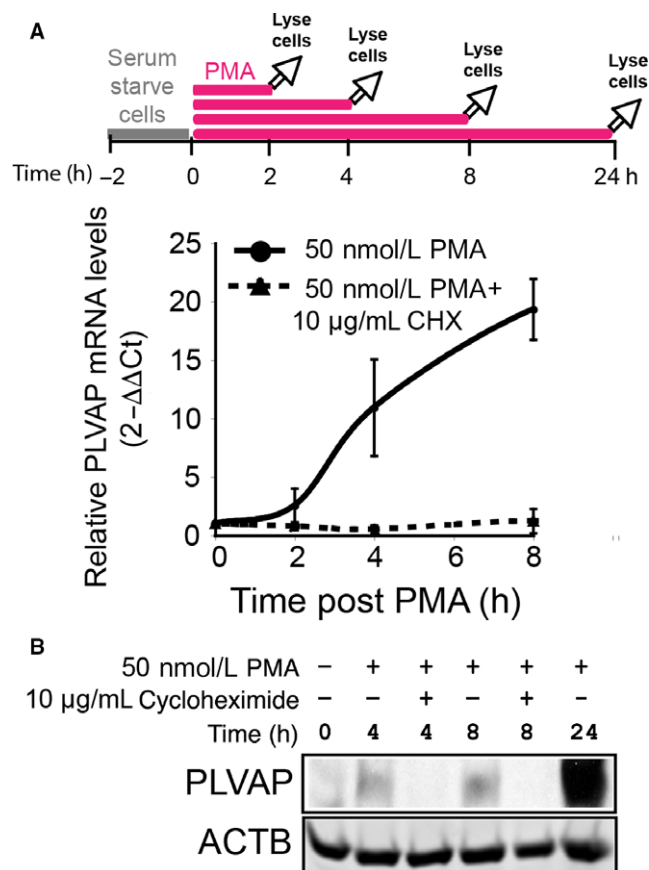 A
Serum
starve
cells
PMA
Lyse
cells
Lyse
cells
Lyse
cells
Lyse
cells
Time (h) −2 0 2 4 8 24 h
Relative PLVAP mRNA levels
(2−ΔΔCt)
25
20
15
10
5
0
50 nmol/L PMA
50 nmol/L PMA+
10 µg/mL CHX
0 2 4 6 8
Time post PMA (h)
B
50 nmol/L PMA − + + + + +
10 µg/mL Cycloheximide − − + − + −
Time (h) 0 4 4 8 8 24
PLVAP
ACTB